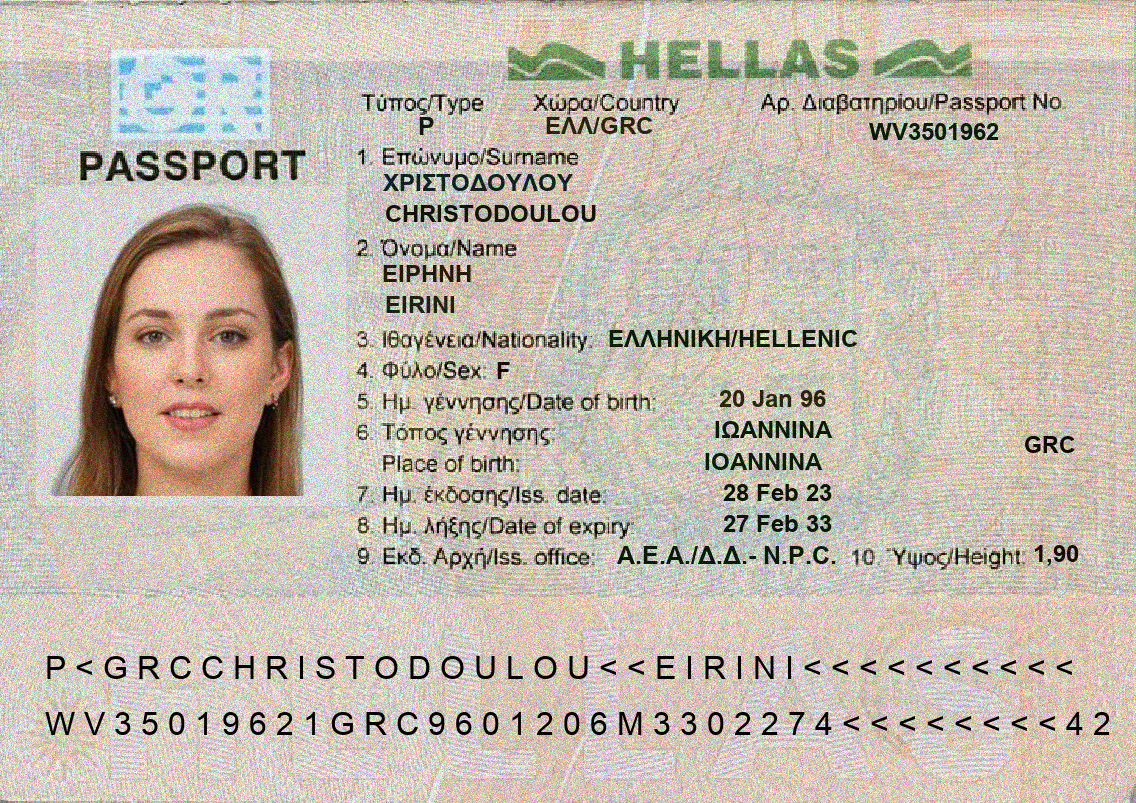 HELLAS
PASSPORT
Τύπος/Type Χώρα/Country Αρ. Διαβατηρίου/Passport No.
P ΕΛΛ/GRC WV3501962
1. Επώνυμο/Surname
ΧΡΙΣΤΟΔΟΥΛΟΥ
CHRISTODOULOU
2. Όνομα/Name
ΕΙΡΗΝΗ
EIRINI
3. Ιθαγένεια/Nationality: ΕΛΛΗΝΙΚΗ/HELLENIC
4. Φύλο/Sex: F
5. Ημ. γέννησης/Date of birth: 20 Jan 96
6. Τόπος γέννησης: ΙΩΑΝΝΙΝΑ
Place of birth: IOANNINA GRC
7. Ημ. έκδοσης/Iss. date: 28 Feb 23
8. Ημ. λήξης/Date of expiry: 27 Feb 33
9. Εκδ. Αρχή/Iss. office: Α.Ε.Α./Δ.Δ.- N.P.C. 10. Ύψος/Height: 1,90
P<GRCCHRISTODOULOU<<EIRINI<<<<<<<<<<
WV35019621GRC9601206M3302274<<<<<<<<42